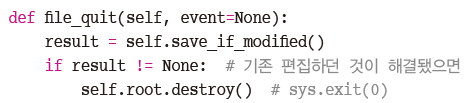 def file_quit(self, event=None):
    result = self.save_if_modified()
    if result != None:  # 기존 편집하던 것이 해결됐으면
        self.root.destroy()  # sys.exit(0)